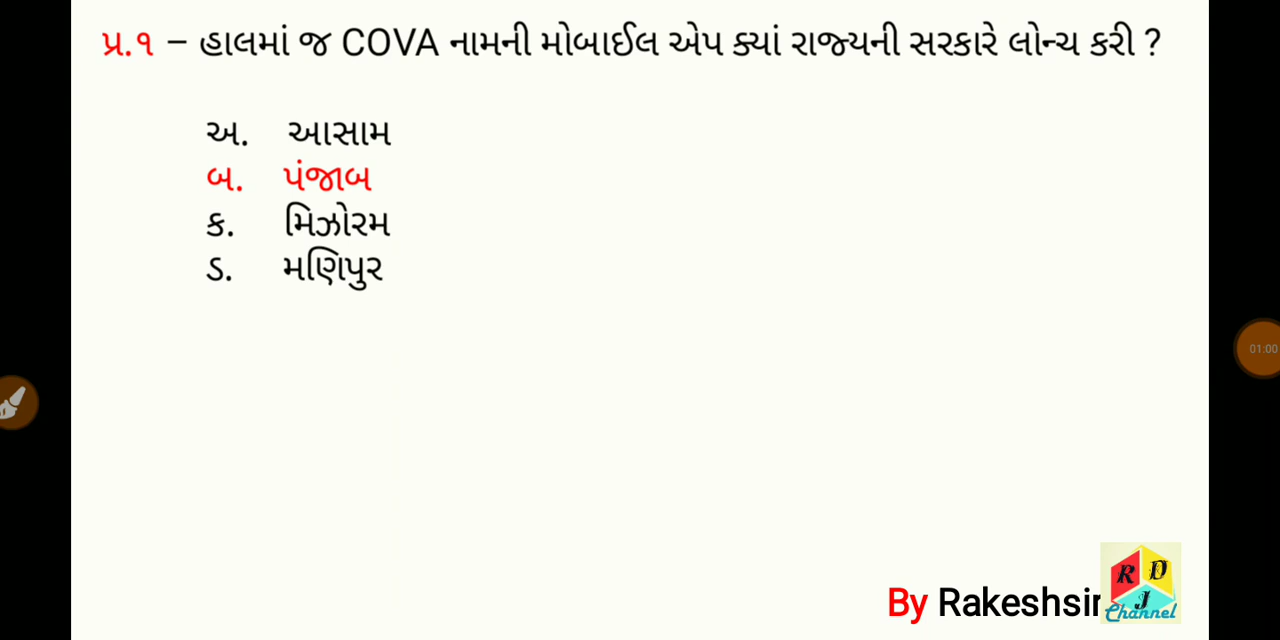 પ્ર.૧ – હાલમાં જ COVA નામની મોબાઈલ એપ ક્યાં રાજ્યની સરકારે લોન્ચ કરી ?
અ. આસામ
બ. પંજાબ
ક. મિઝોરમ
ડ. મણિપુર
01:00
By Rakeshsir
R D
J
Channel